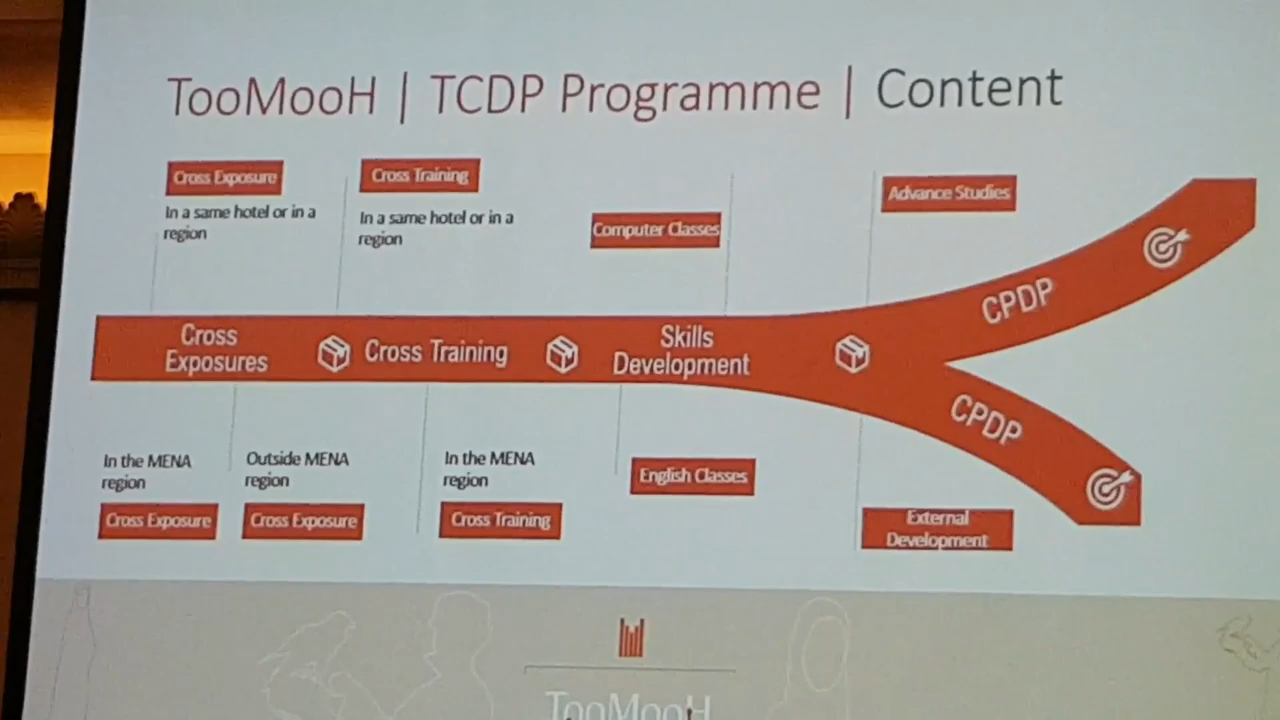 TooMooH | TCDP Programme | Content
Cross Exposure
In a same hotel or in a
region
Cross Training
In a same hotel or in a
region
Computer Classes
Advance Studies
Cross
Exposures
Cross Training
Skills
Development
CPDP
CPDP
In the MENA
region
Cross Exposure
Outside MENA
region
Cross Exposure
In the MENA
region
Cross Training
English Classes
External
Development
TooMooH